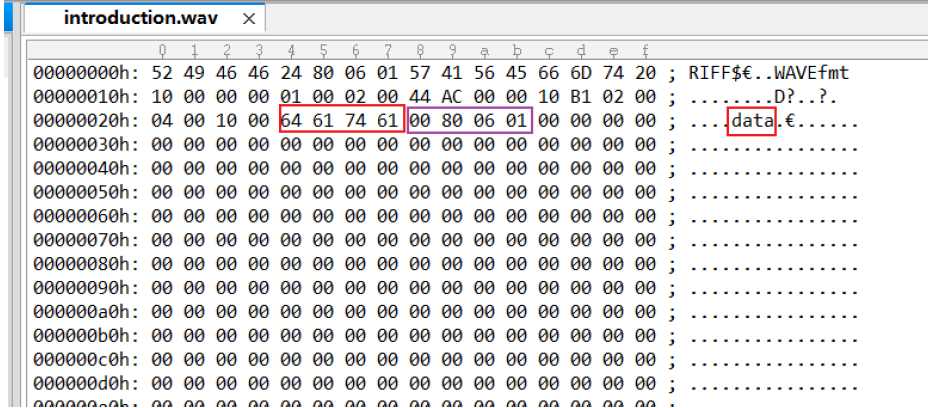 introduction.wav ×
0 1 2 3 4 5 6 7 8 9 a b c d e f
00000000h: 52 49 46 46 24 80 06 01 57 41 56 45 66 6D 74 20 ; RIFF$€..WAVEfmt
00000010h: 10 00 00 00 01 00 02 00 44 AC 00 00 10 B1 02 00 ; ........D?..?.
00000020h: 04 00 10 00 64 61 74 61 00 80 06 01 00 00 00 00 ; ....data.€......
00000030h: 00 00 00 00 00 00 00 00 00 00 00 00 00 00 00 00 ; ................
00000040h: 00 00 00 00 00 00 00 00 00 00 00 00 00 00 00 00 ; ................
00000050h: 00 00 00 00 00 00 00 00 00 00 00 00 00 00 00 00 ; ................
00000060h: 00 00 00 00 00 00 00 00 00 00 00 00 00 00 00 00 ; ................
00000070h: 00 00 00 00 00 00 00 00 00 00 00 00 00 00 00 00 ; ................
00000080h: 00 00 00 00 00 00 00 00 00 00 00 00 00 00 00 00 ; ................
00000090h: 00 00 00 00 00 00 00 00 00 00 00 00 00 00 00 00 ; ................
000000a0h: 00 00 00 00 00 00 00 00 00 00 00 00 00 00 00 00 ; ................
000000b0h: 00 00 00 00 00 00 00 00 00 00 00 00 00 00 00 00 ; ................
000000c0h: 00 00 00 00 00 00 00 00 00 00 00 00 00 00 00 00 ; ................
000000d0h: 00 00 00 00 00 00 00 00 00 00 00 00 00 00 00 00 ; ................